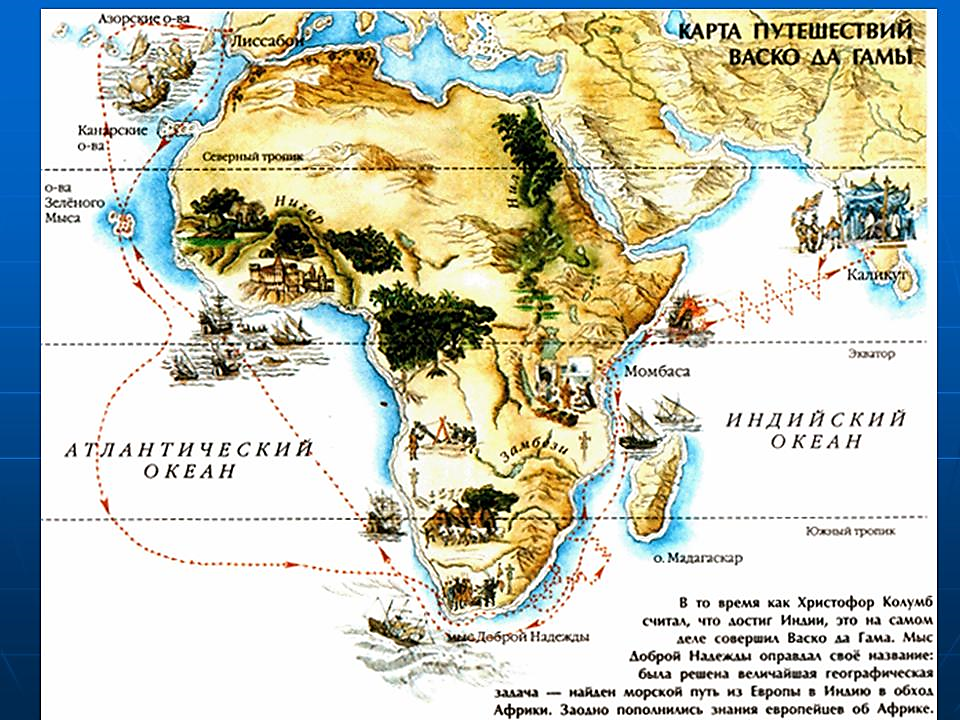 КАРТА ПУТЕШЕСТВИЙ
ВАСКО ДА ГАМЫ
Азорские о-ва
Лиссабон
Канарские
о-ва
Северный тропик
о-ва
Зелёного
Мыса
Нигер
Нил
Каликут
Экватор
Момбаса
АТЛАНТИЧЕСКИЙ
ОКЕАН
ИНДИЙСКИЙ
ОКЕАН
Замбези
Южный тропик
о. Мадагаскар
мыс Доброй Надежды
В то время как Христофор Колумб
считал, что достиг Индии, это на самом
деле совершил Васко да Гама. Мыс
Доброй Надежды оправдал своё название:
была решена величайшая географическая
задача — найден морской путь из Европы в Индию в обход
Африки. Заодно пополнились знания европейцев об Африке.